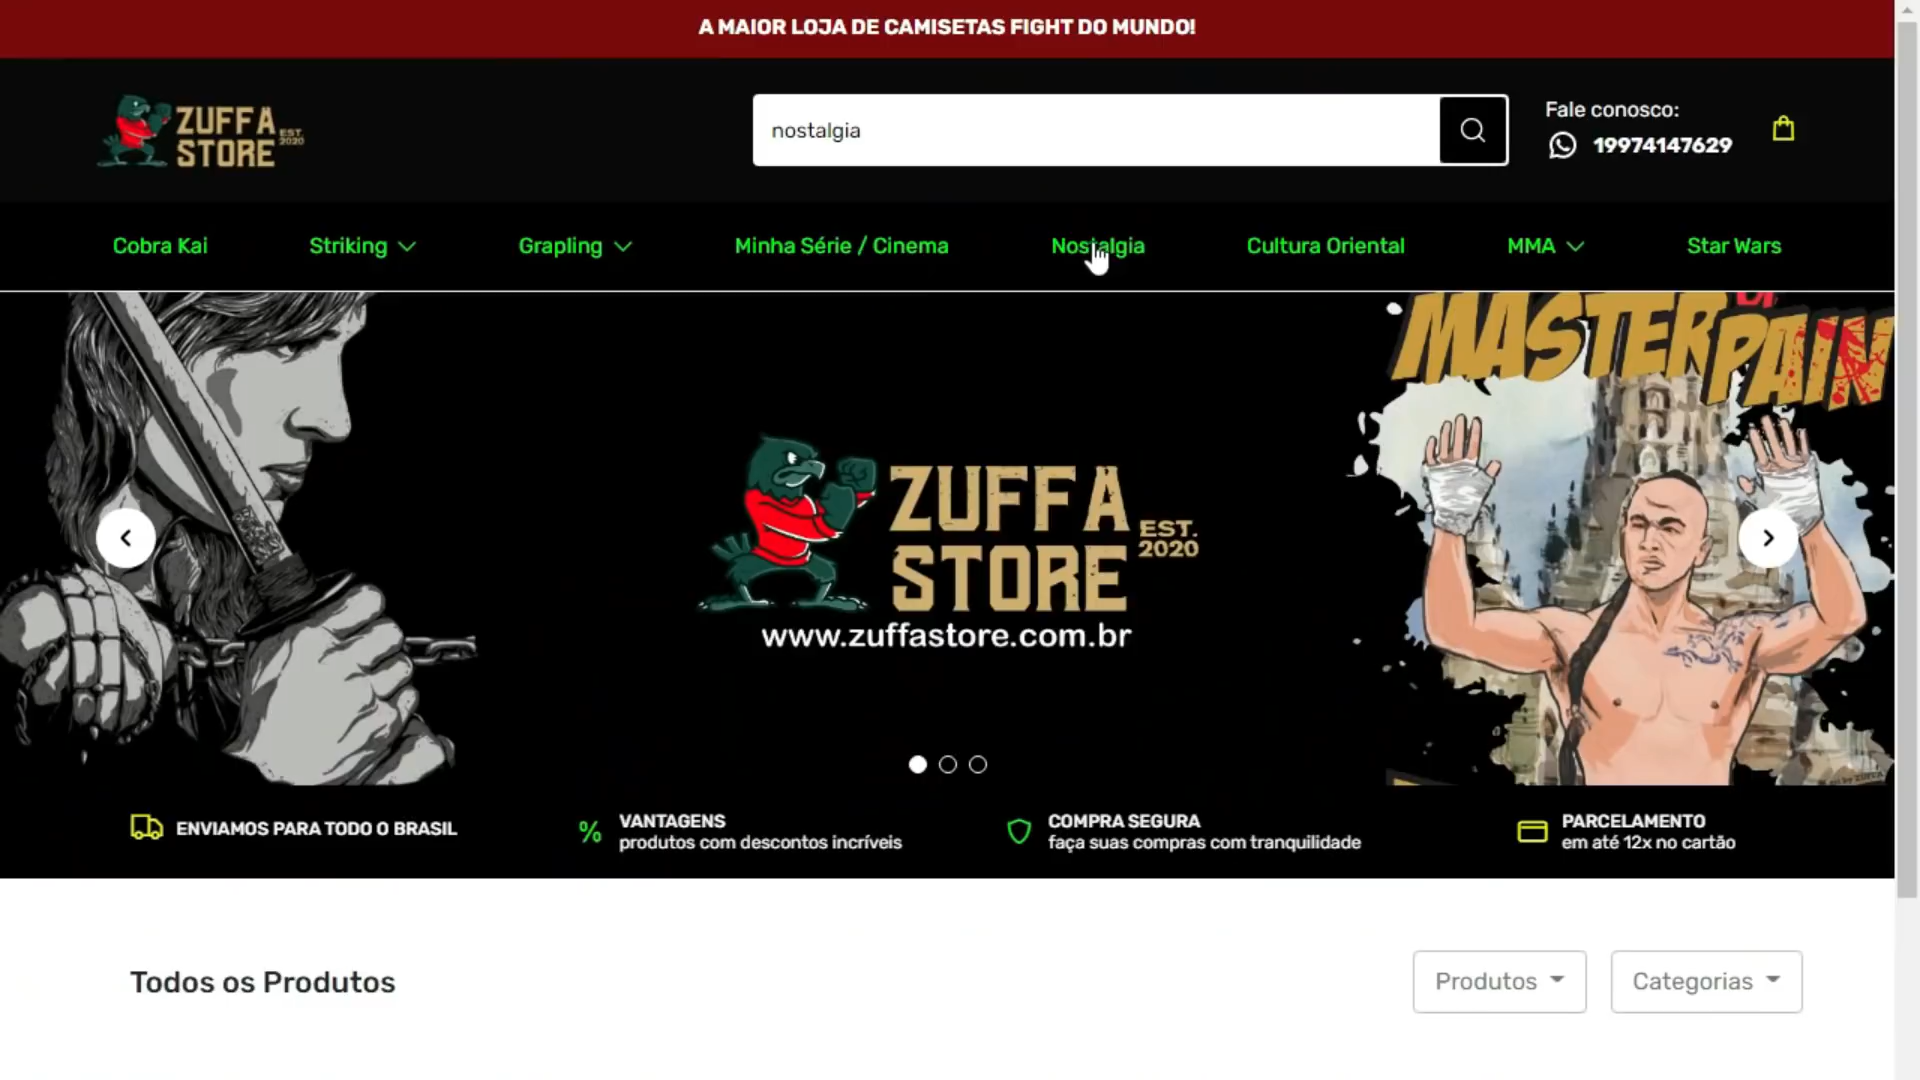 A MAIOR LOJA DE CAMISETAS FIGHT DO MUNDO!
ZUFFA
STORE
EST.
2020
nostalgia
Fale conosco:
19974147629
Cobra Kai
Striking
Grapling
Minha Série / Cinema
Nostalgia
Cultura Oriental
MMA
Star Wars
MASTER
PAIN
ZUFFA
STORE
EST.
2020
www.zuffastore.com.br
ENVIAMOS PARA TODO O BRASIL
VANTAGENS
produtos com descontos incríveis
COMPRA SEGURA
faça suas compras com tranquilidade
PARCELAMENTO
em até 12x no cartão
Todos os Produtos
Produtos
Categorias